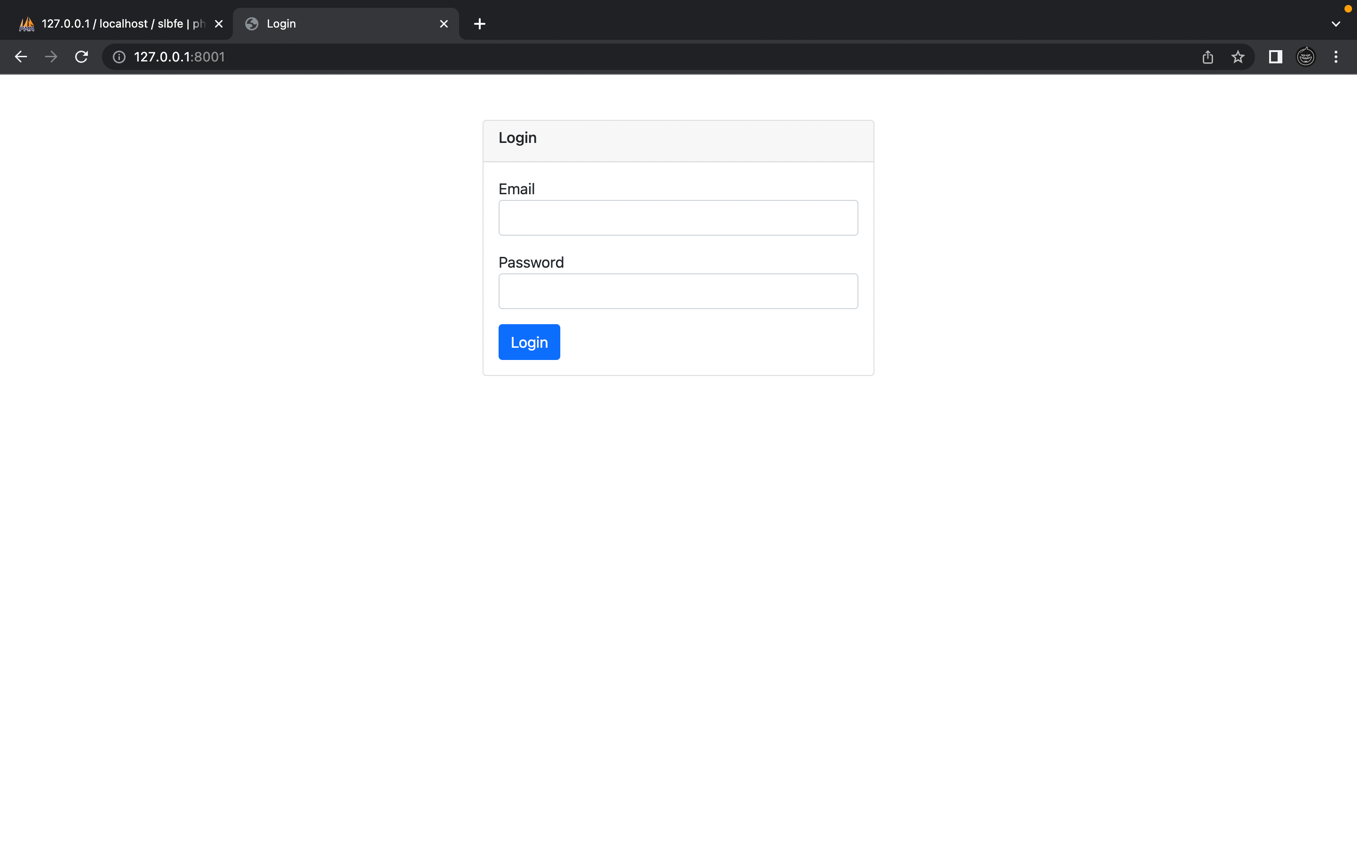 127.0.0.1 / localhost / slbfe | ph
Login
127.0.0.1:8001
Login
Email
Password
Login